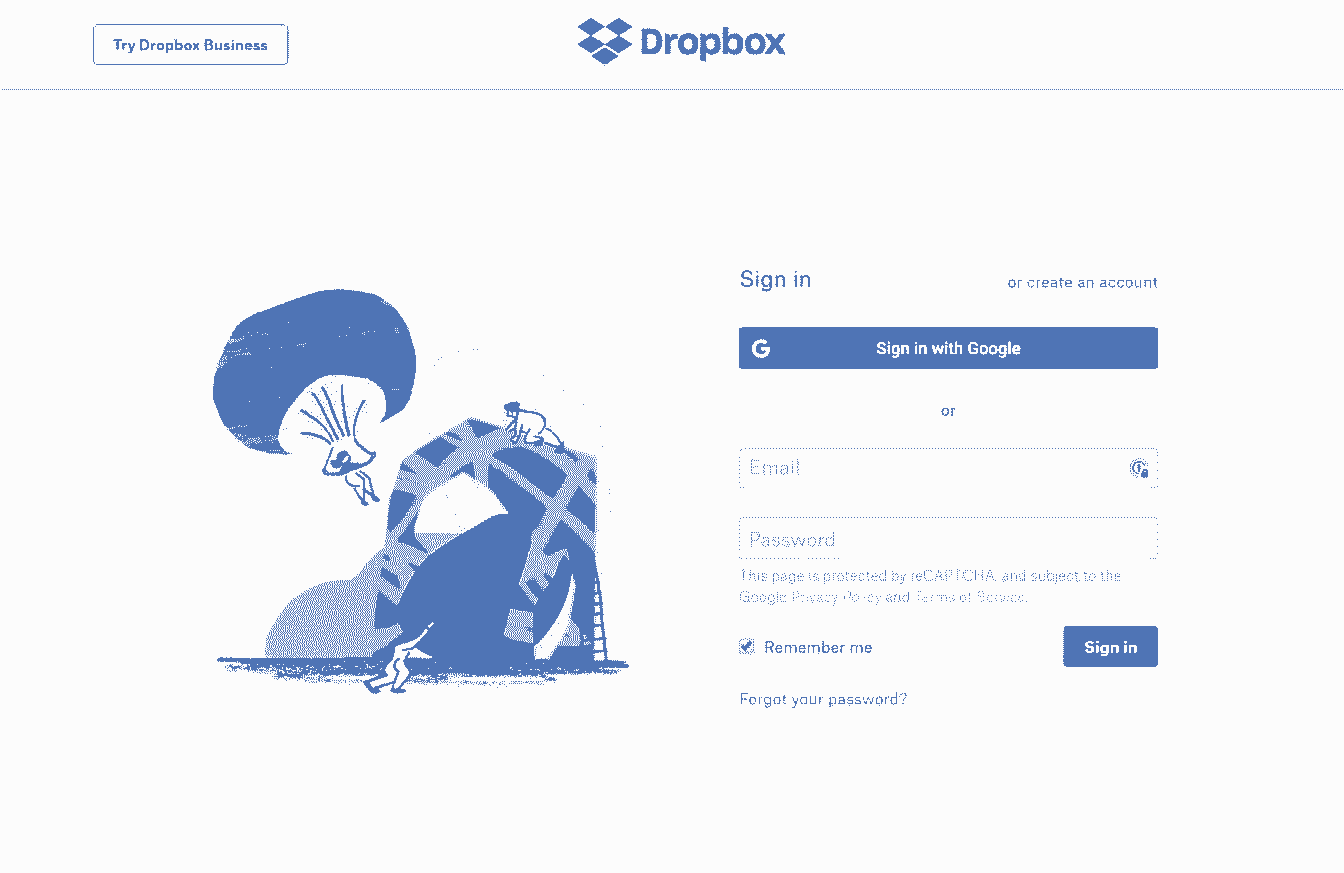 Try Dropbox Business
Dropbox
Sign in
or create an account
G
Sign in with Google
or
Email
Password
This page is protected by reCAPTCHA, and subject to the
Google Privacy Policy and Terms of Service.
Remember me
Sign in
Forgot your password?